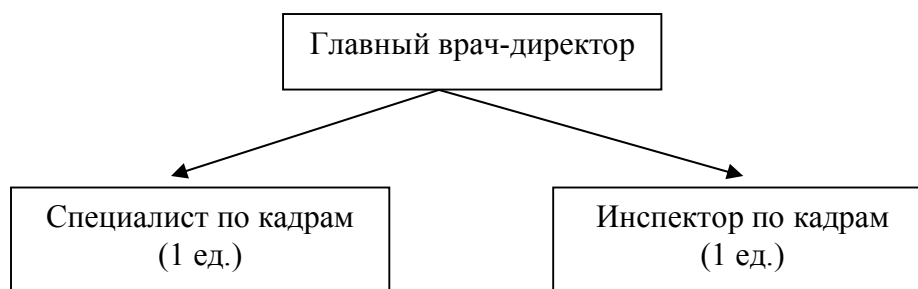 Главный врач-директор
Специалист по кадрам
(1 ед.)
Инспектор по кадрам
(1 ед.)